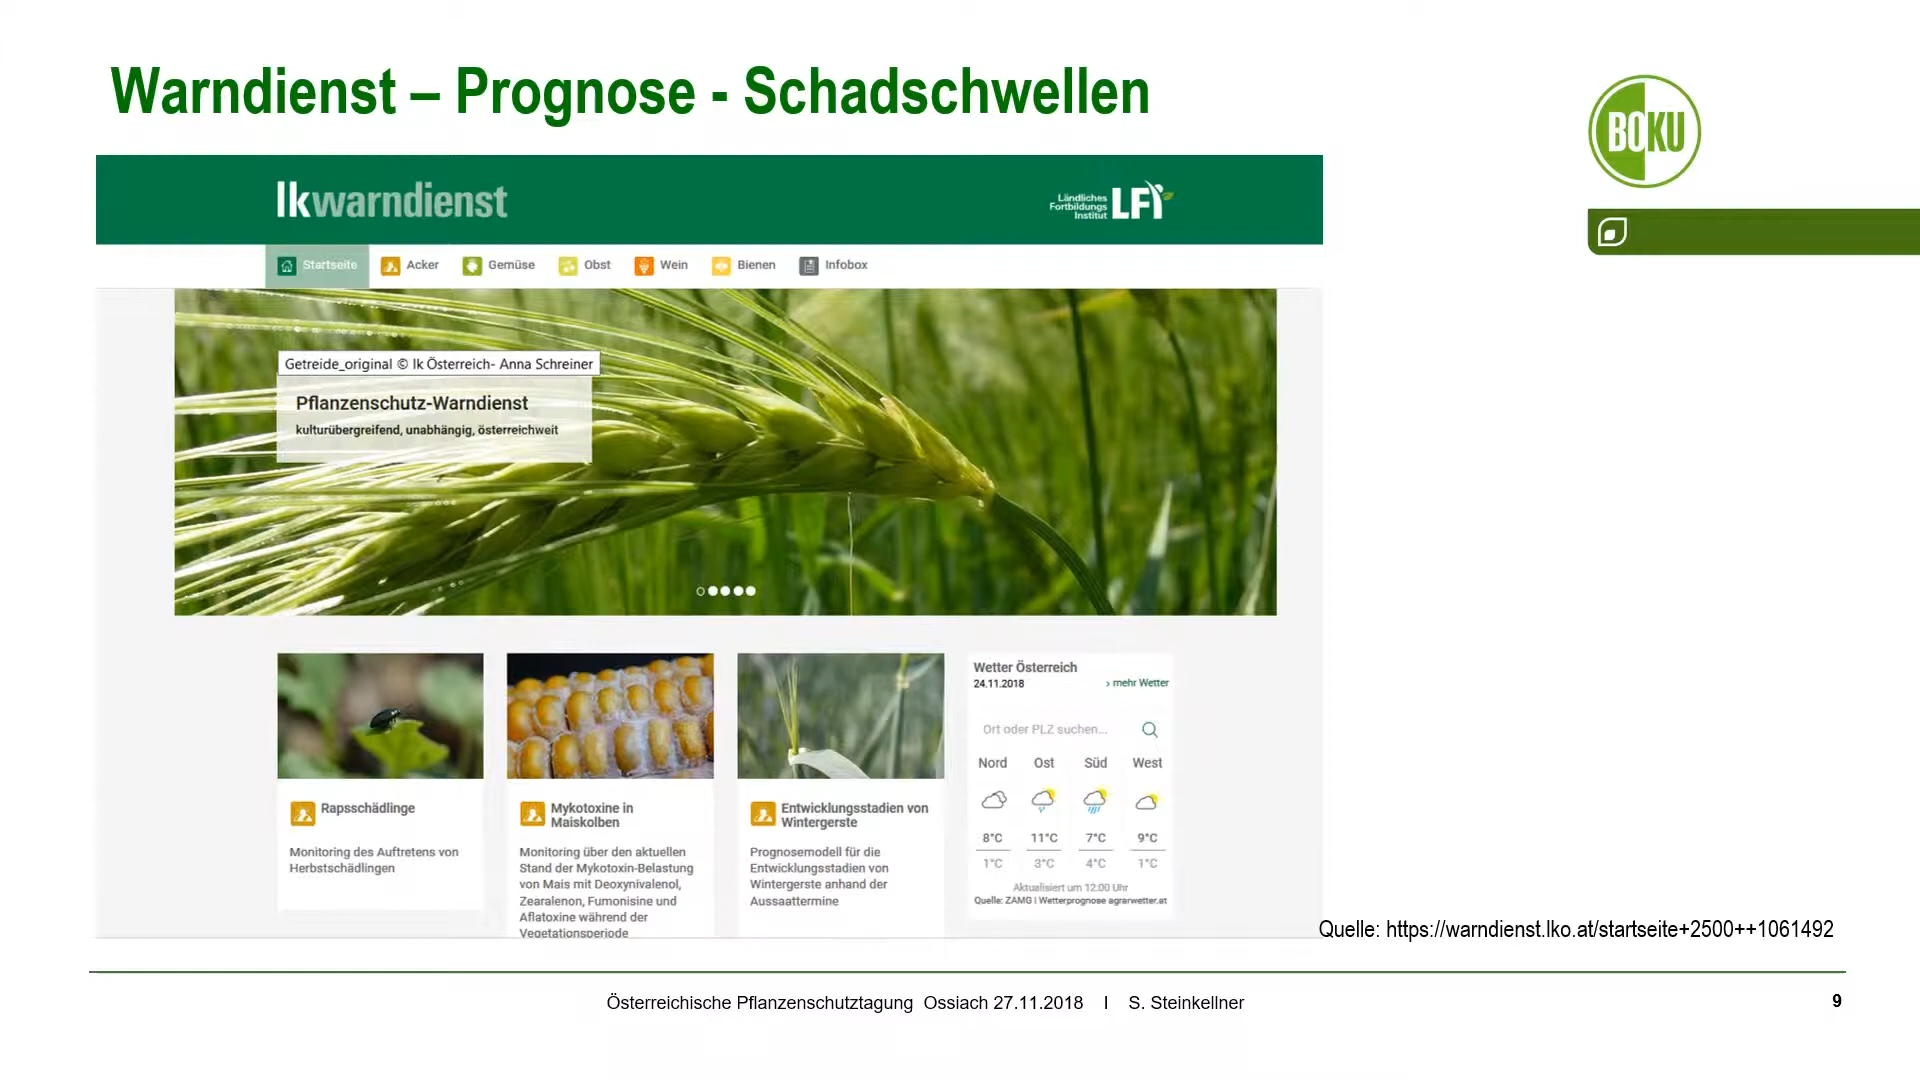 Warndienst – Prognose - Schadschwellen
BOKU
lkwarndienst
Ländliches
Fortbildungs
Institut
LFI
Startseite
Acker
Gemüse
Obst
Wein
Bienen
Infobox
Getreide_original © lk Österreich- Anna Schreiner
Pflanzenschutz-Warndienst
kulturübergreifend, unabhängig, österreichweit
Rapsschädlinge
Monitoring des Auftretens von
Herbstschädlingen
Mykotoxine in
Maiskolben
Monitoring über den aktuellen
Stand der Mykotoxin-Belastung
von Mais mit Deoxynivalenol,
Zearalenon, Fumonisine und
Aflatoxine während der
Vegetationsperiode
Entwicklungsstadien von
Wintergerste
Prognosemodell für die
Entwicklungsstadien von
Wintergerste anhand der
Aussaattermine
Wetter Österreich
24.11.2018 › mehr Wetter
Ort oder PLZ suchen...
Nord Ost Süd West
8°C 11°C 7°C 9°C
1°C 3°C 4°C 1°C
Aktualisiert um 12:00 Uhr
Quelle: ZAMG | Wetterprognose agrarwetter.at
Quelle: https://warndienst.lko.at/startseite+2500++1061492
Österreichische Pflanzenschutztagung Ossiach 27.11.2018 I S. Steinkellner
9